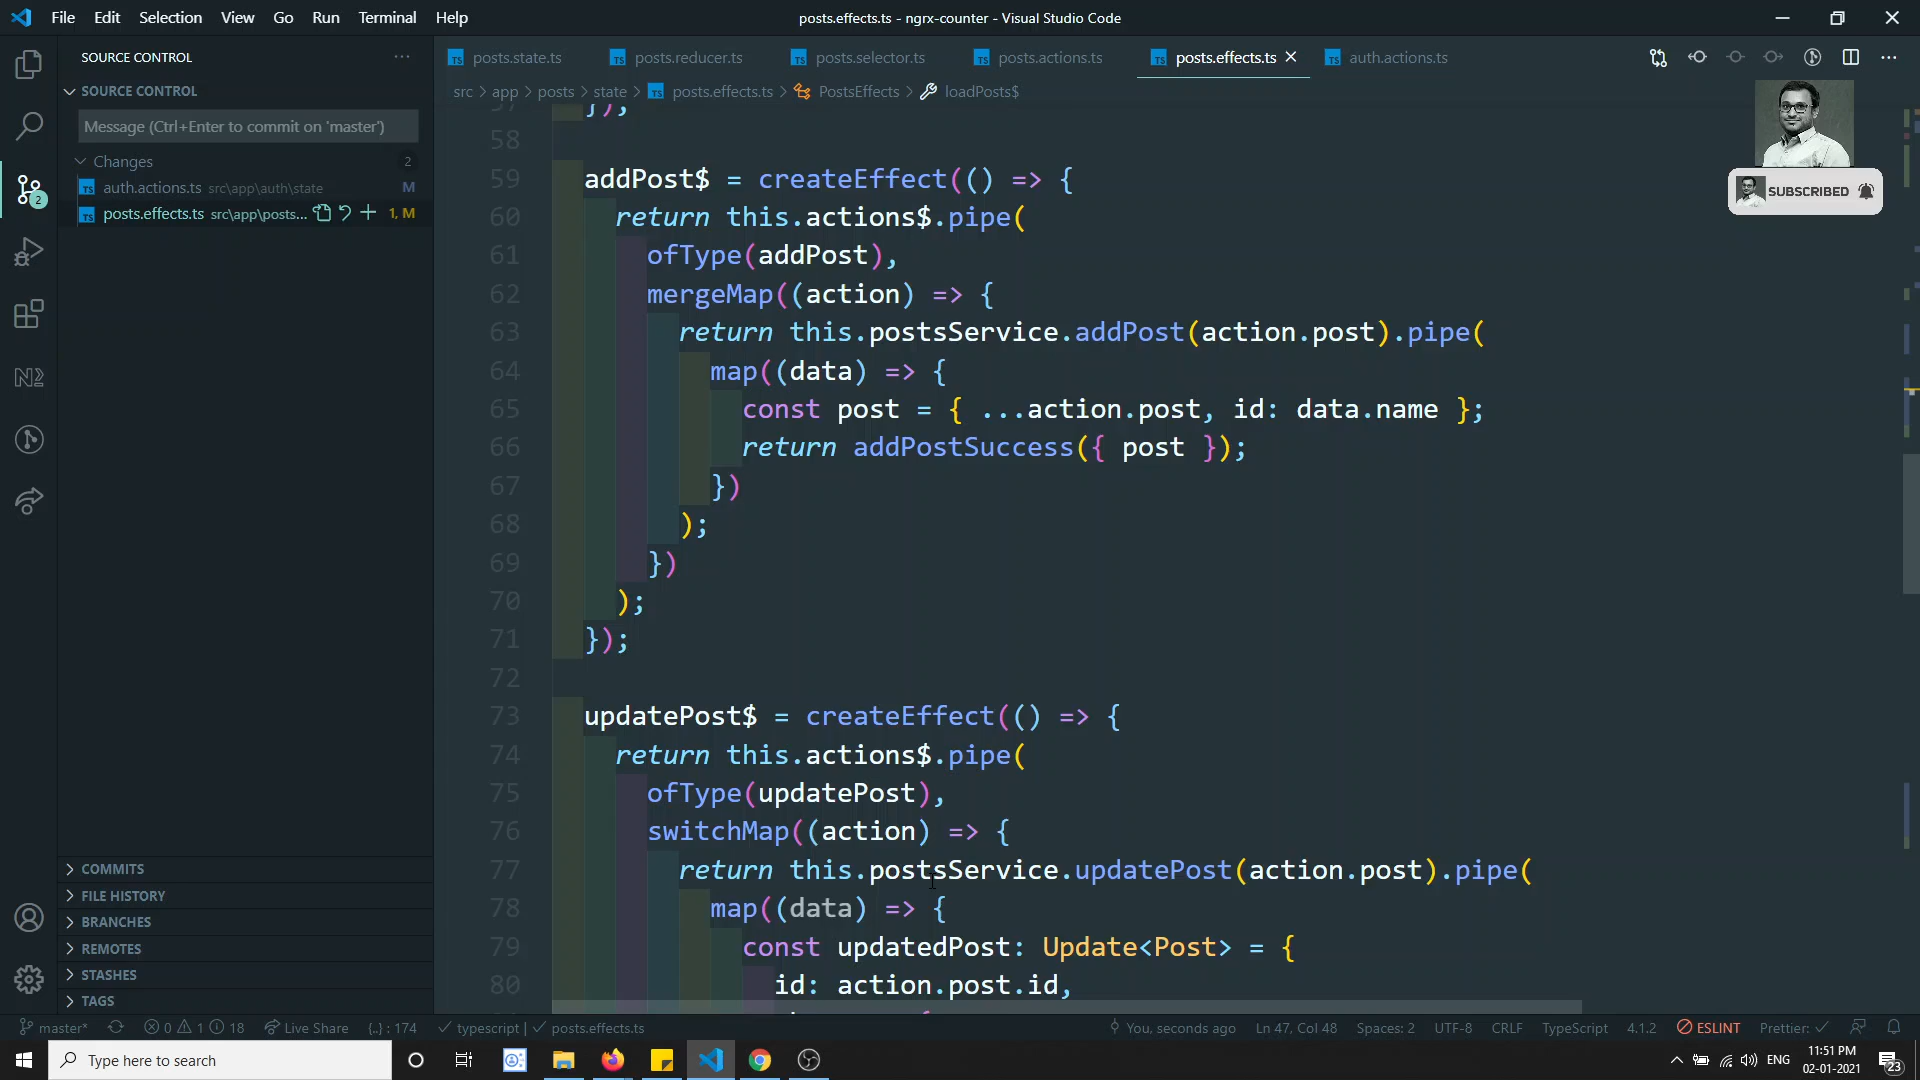 File Edit Selection View Go Run Terminal Help
posts.effects.ts - ngrx-counter - Visual Studio Code
SOURCE CONTROL
SOURCE CONTROL
Message (Ctrl+Enter to commit on 'master')
Changes 2
auth.actions.ts src\app\auth\state M
posts.effects.ts src\app\posts... 1, M
2
COMMITS
FILE HISTORY
BRANCHES
REMOTES
STASHES
TAGS
posts.state.ts posts.reducer.ts posts.selector.ts posts.actions.ts posts.effects.ts auth.actions.ts
src > app > posts > state > posts.effects.ts > PostsEffects > loadPosts$
SUBSCRIBED
57 });
58
59 addPost$ = createEffect(() => {
60 return this.actions$.pipe(
61 ofType(addPost),
62 mergeMap((action) => {
63 return this.postsService.addPost(action.post).pipe(
64 map((data) => {
65 const post = { ...action.post, id: data.name };
66 return addPostSuccess({ post });
67 })
68 );
69 })
70 );
71 });
72
73 updatePost$ = createEffect(() => {
74 return this.actions$.pipe(
75 ofType(updatePost),
76 switchMap((action) => {
77 return this.postsService.updatePost(action.post).pipe(
78 map((data) => {
79 const updatedPost: Update<Post> = {
80 id: action.post.id,
master* 0 1 18 Live Share {..} : 174 typescript | posts.effects.ts You, seconds ago Ln 47, Col 48 Spaces: 2 UTF-8 CRLF TypeScript 4.1.2 ESLINT Prettier:
Type here to search
ENG
11:51 PM
02-01-2021
23